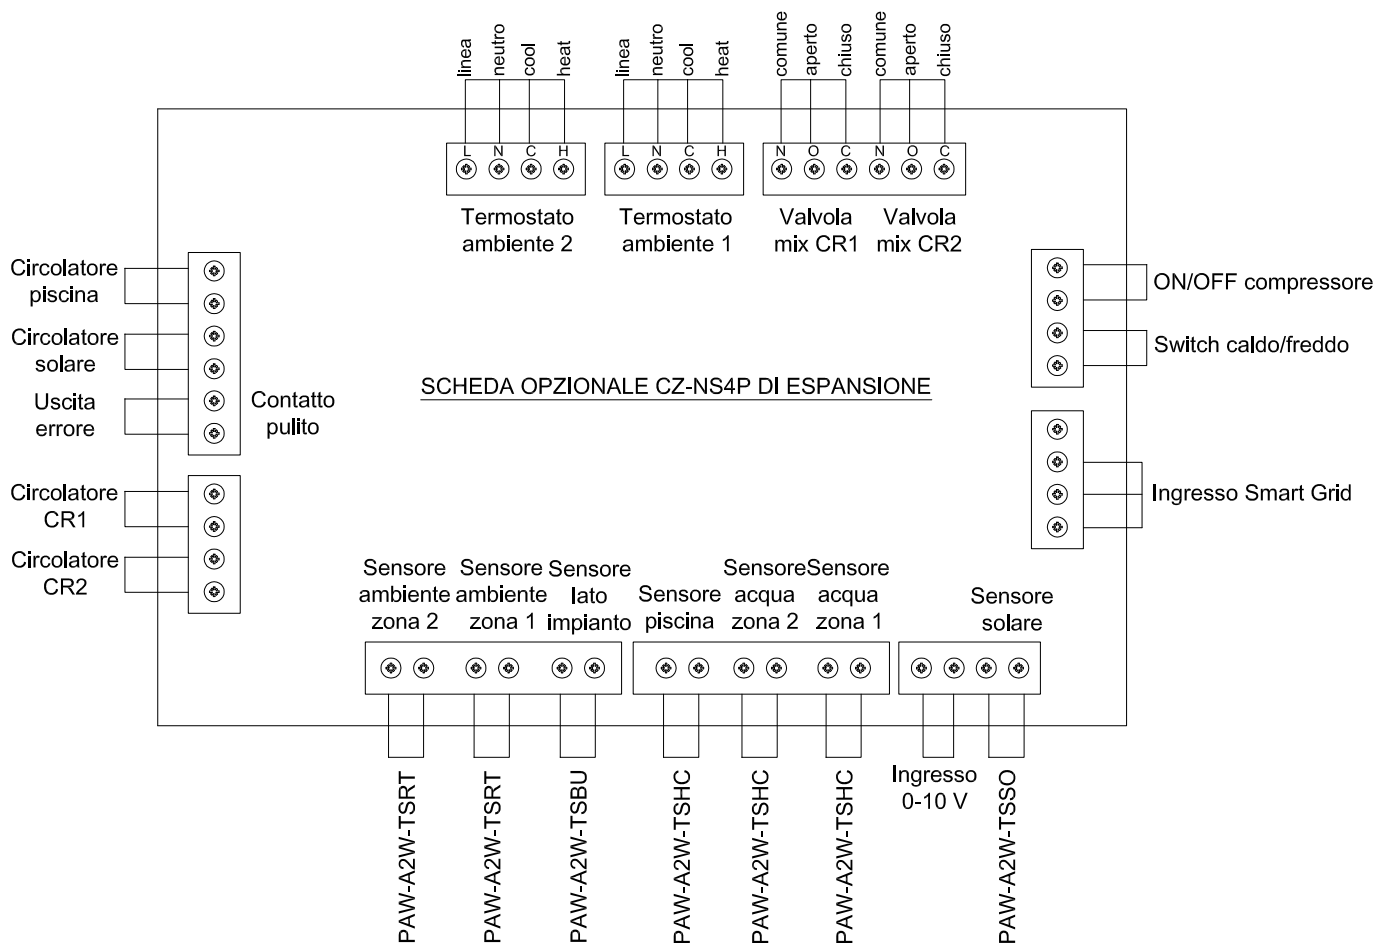 linea
neutro
cool
heat
linea
neutro
cool
heat
comune
aperto
chiuso
comune
aperto
chiuso
L N C H
L N C H
N O C N O C
Termostato
ambiente 2
Termostato
ambiente 1
Valvola
mix CR1
Valvola
mix CR2
Circolatore
piscina
Circolatore
solare
Uscita
errore
Contatto
pulito
Circolatore
CR1
Circolatore
CR2
SCHEDA OPZIONALE CZ-NS4P DI ESPANSIONE
ON/OFF compressore
Switch caldo/freddo
Ingresso Smart Grid
Sensore
ambiente
zona 2
Sensore
ambiente
zona 1
Sensore
lato
impianto
Sensore
piscina
Sensore
acqua
zona 2
Sensore
acqua
zona 1
Sensore
solare
PAW-A2W-TSRT
PAW-A2W-TSRT
PAW-A2W-TSBU
PAW-A2W-TSHC
PAW-A2W-TSHC
PAW-A2W-TSHC
Ingresso
0-10 V
PAW-A2W-TSSO